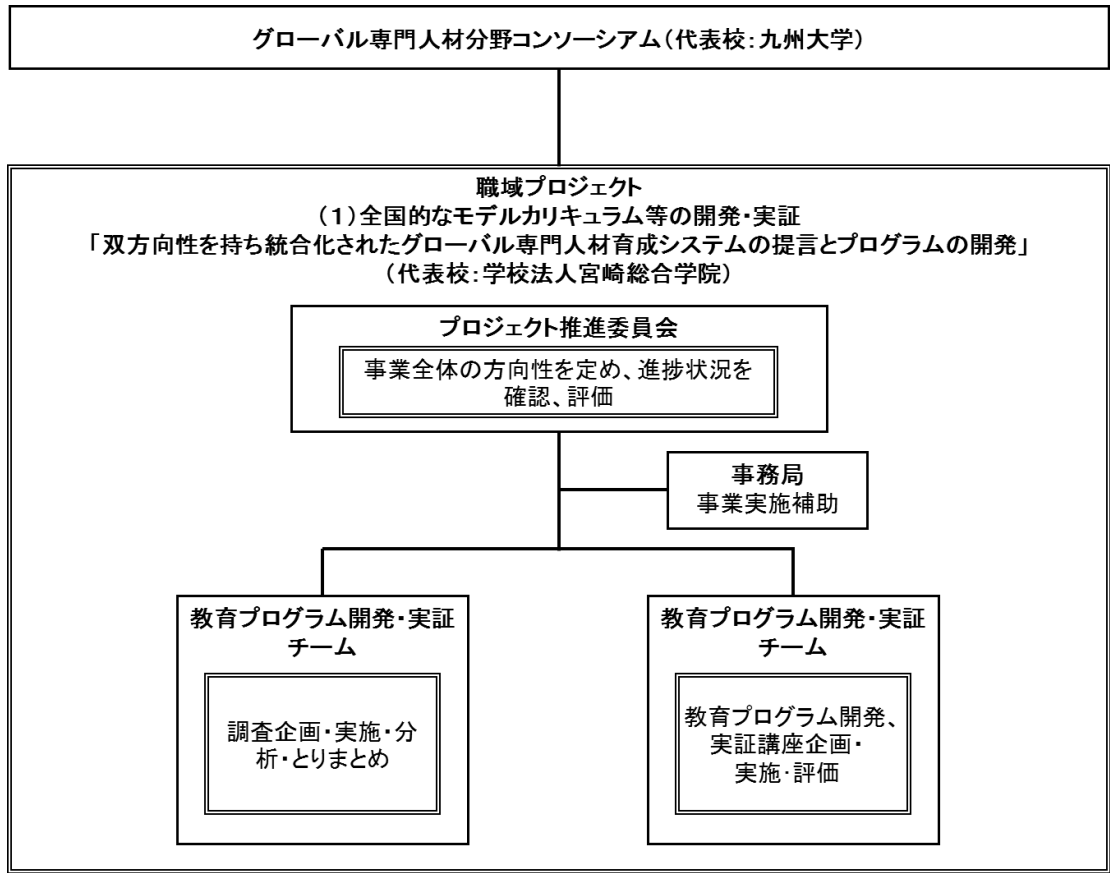 グローバル専門人材分野コンソーシアム（代表校：九州大学）
職域プロジェクト
（１）全国的なモデルカリキュラム等の開発・実証
「双方向性を持ち統合化されたグローバル専門人材育成システムの提言とプログラムの開発」
（代表校：学校法人宮崎総合学院）
プロジェクト推進委員会
事業全体の方向性を定め、進捗状況を
確認、評価
事務局
事業実施補助
教育プログラム開発・実証
チーム
調査企画・実施・分
析・とりまとめ
教育プログラム開発・実証
チーム
教育プログラム開発、
実証講座企画・
実施・評価